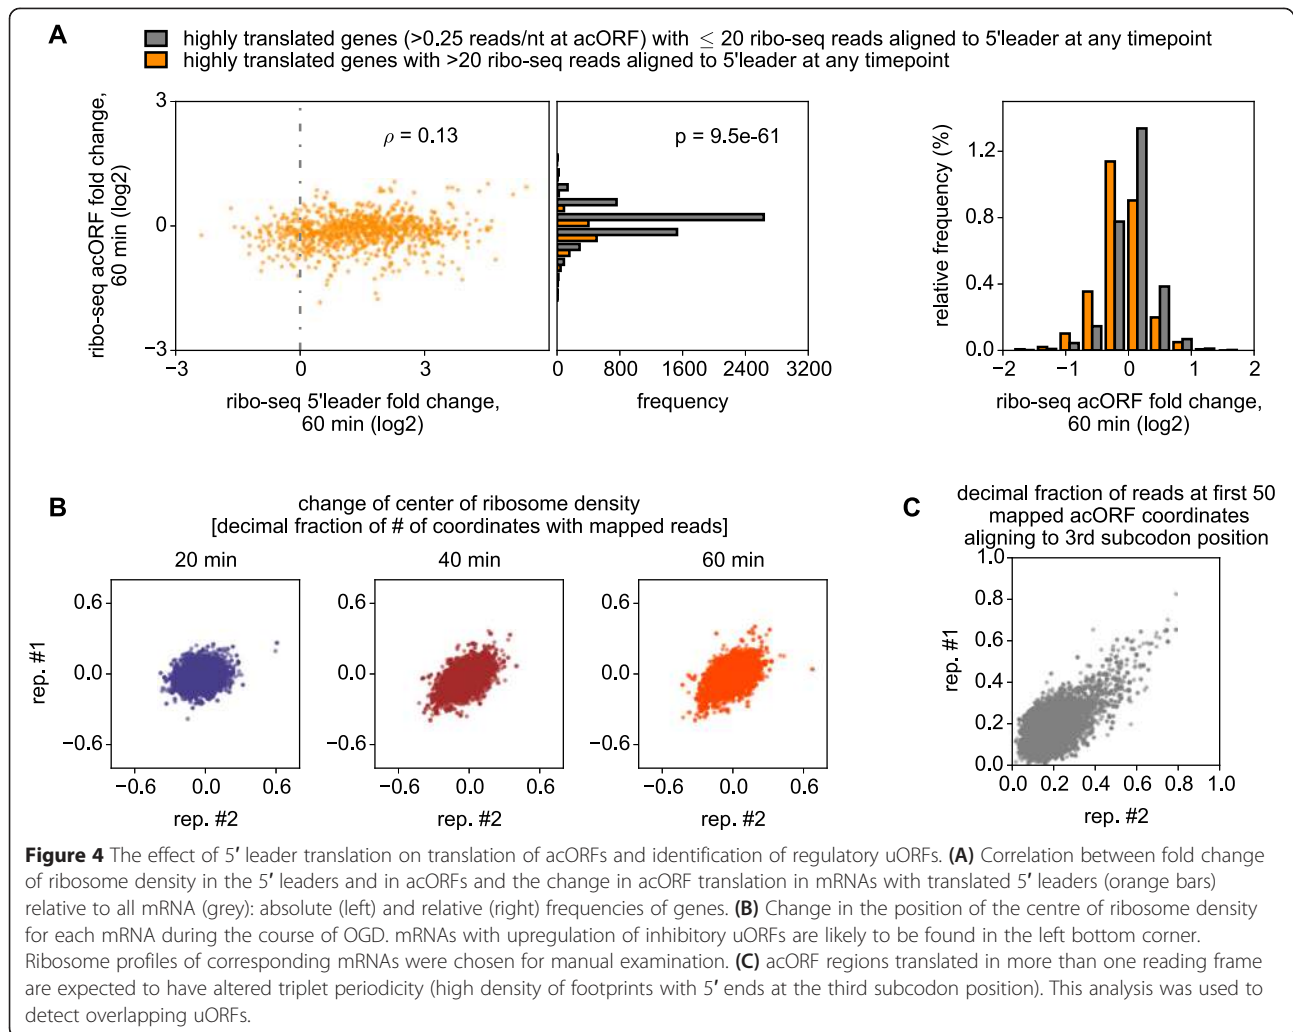 A
highly translated genes (>0.25 reads/nt at acORF) with ≤ 20 ribo-seq reads aligned to 5'leader at any timepoint
highly translated genes with >20 ribo-seq reads aligned to 5'leader at any timepoint
ribo-seq acORF fold change,
60 min (log2)
3
0
−3
ρ = 0.13
−3 0 3
ribo-seq 5'leader fold change,
60 min (log2)
p = 9.5e-61
0 800 1600 2400 3200
frequency
relative frequency (%)
1.2
0.8
0.4
0.0
−2 −1 0 1 2
ribo-seq acORF fold change,
60 min (log2)
B
change of center of ribosome density
[decimal fraction of # of coordinates with mapped reads]
20 min
40 min
60 min
rep. #1
0.6
0.0
−0.6
−0.6 0.0 0.6
rep. #2
0.6
0.0
−0.6
−0.6 0.0 0.6
rep. #2
0.6
0.0
−0.6
−0.6 0.0 0.6
rep. #2
C
decimal fraction of reads at first 50
mapped acORF coordinates
aligning to 3rd subcodon position
rep. #1
1.0
0.8
0.6
0.4
0.2
0.0
0.0 0.2 0.4 0.6 0.8 1.0
rep. #2
Figure 4 The effect of 5′ leader translation on translation of acORFs and identification of regulatory uORFs. (A) Correlation between fold change
of ribosome density in the 5′ leaders and in acORFs and the change in acORF translation in mRNAs with translated 5′ leaders (orange bars)
relative to all mRNA (grey): absolute (left) and relative (right) frequencies of genes. (B) Change in the position of the centre of ribosome density
for each mRNA during the course of OGD. mRNAs with upregulation of inhibitory uORFs are likely to be found in the left bottom corner.
Ribosome profiles of corresponding mRNAs were chosen for manual examination. (C) acORF regions translated in more than one reading frame
are expected to have altered triplet periodicity (high density of footprints with 5′ ends at the third subcodon position). This analysis was used to
detect overlapping uORFs.